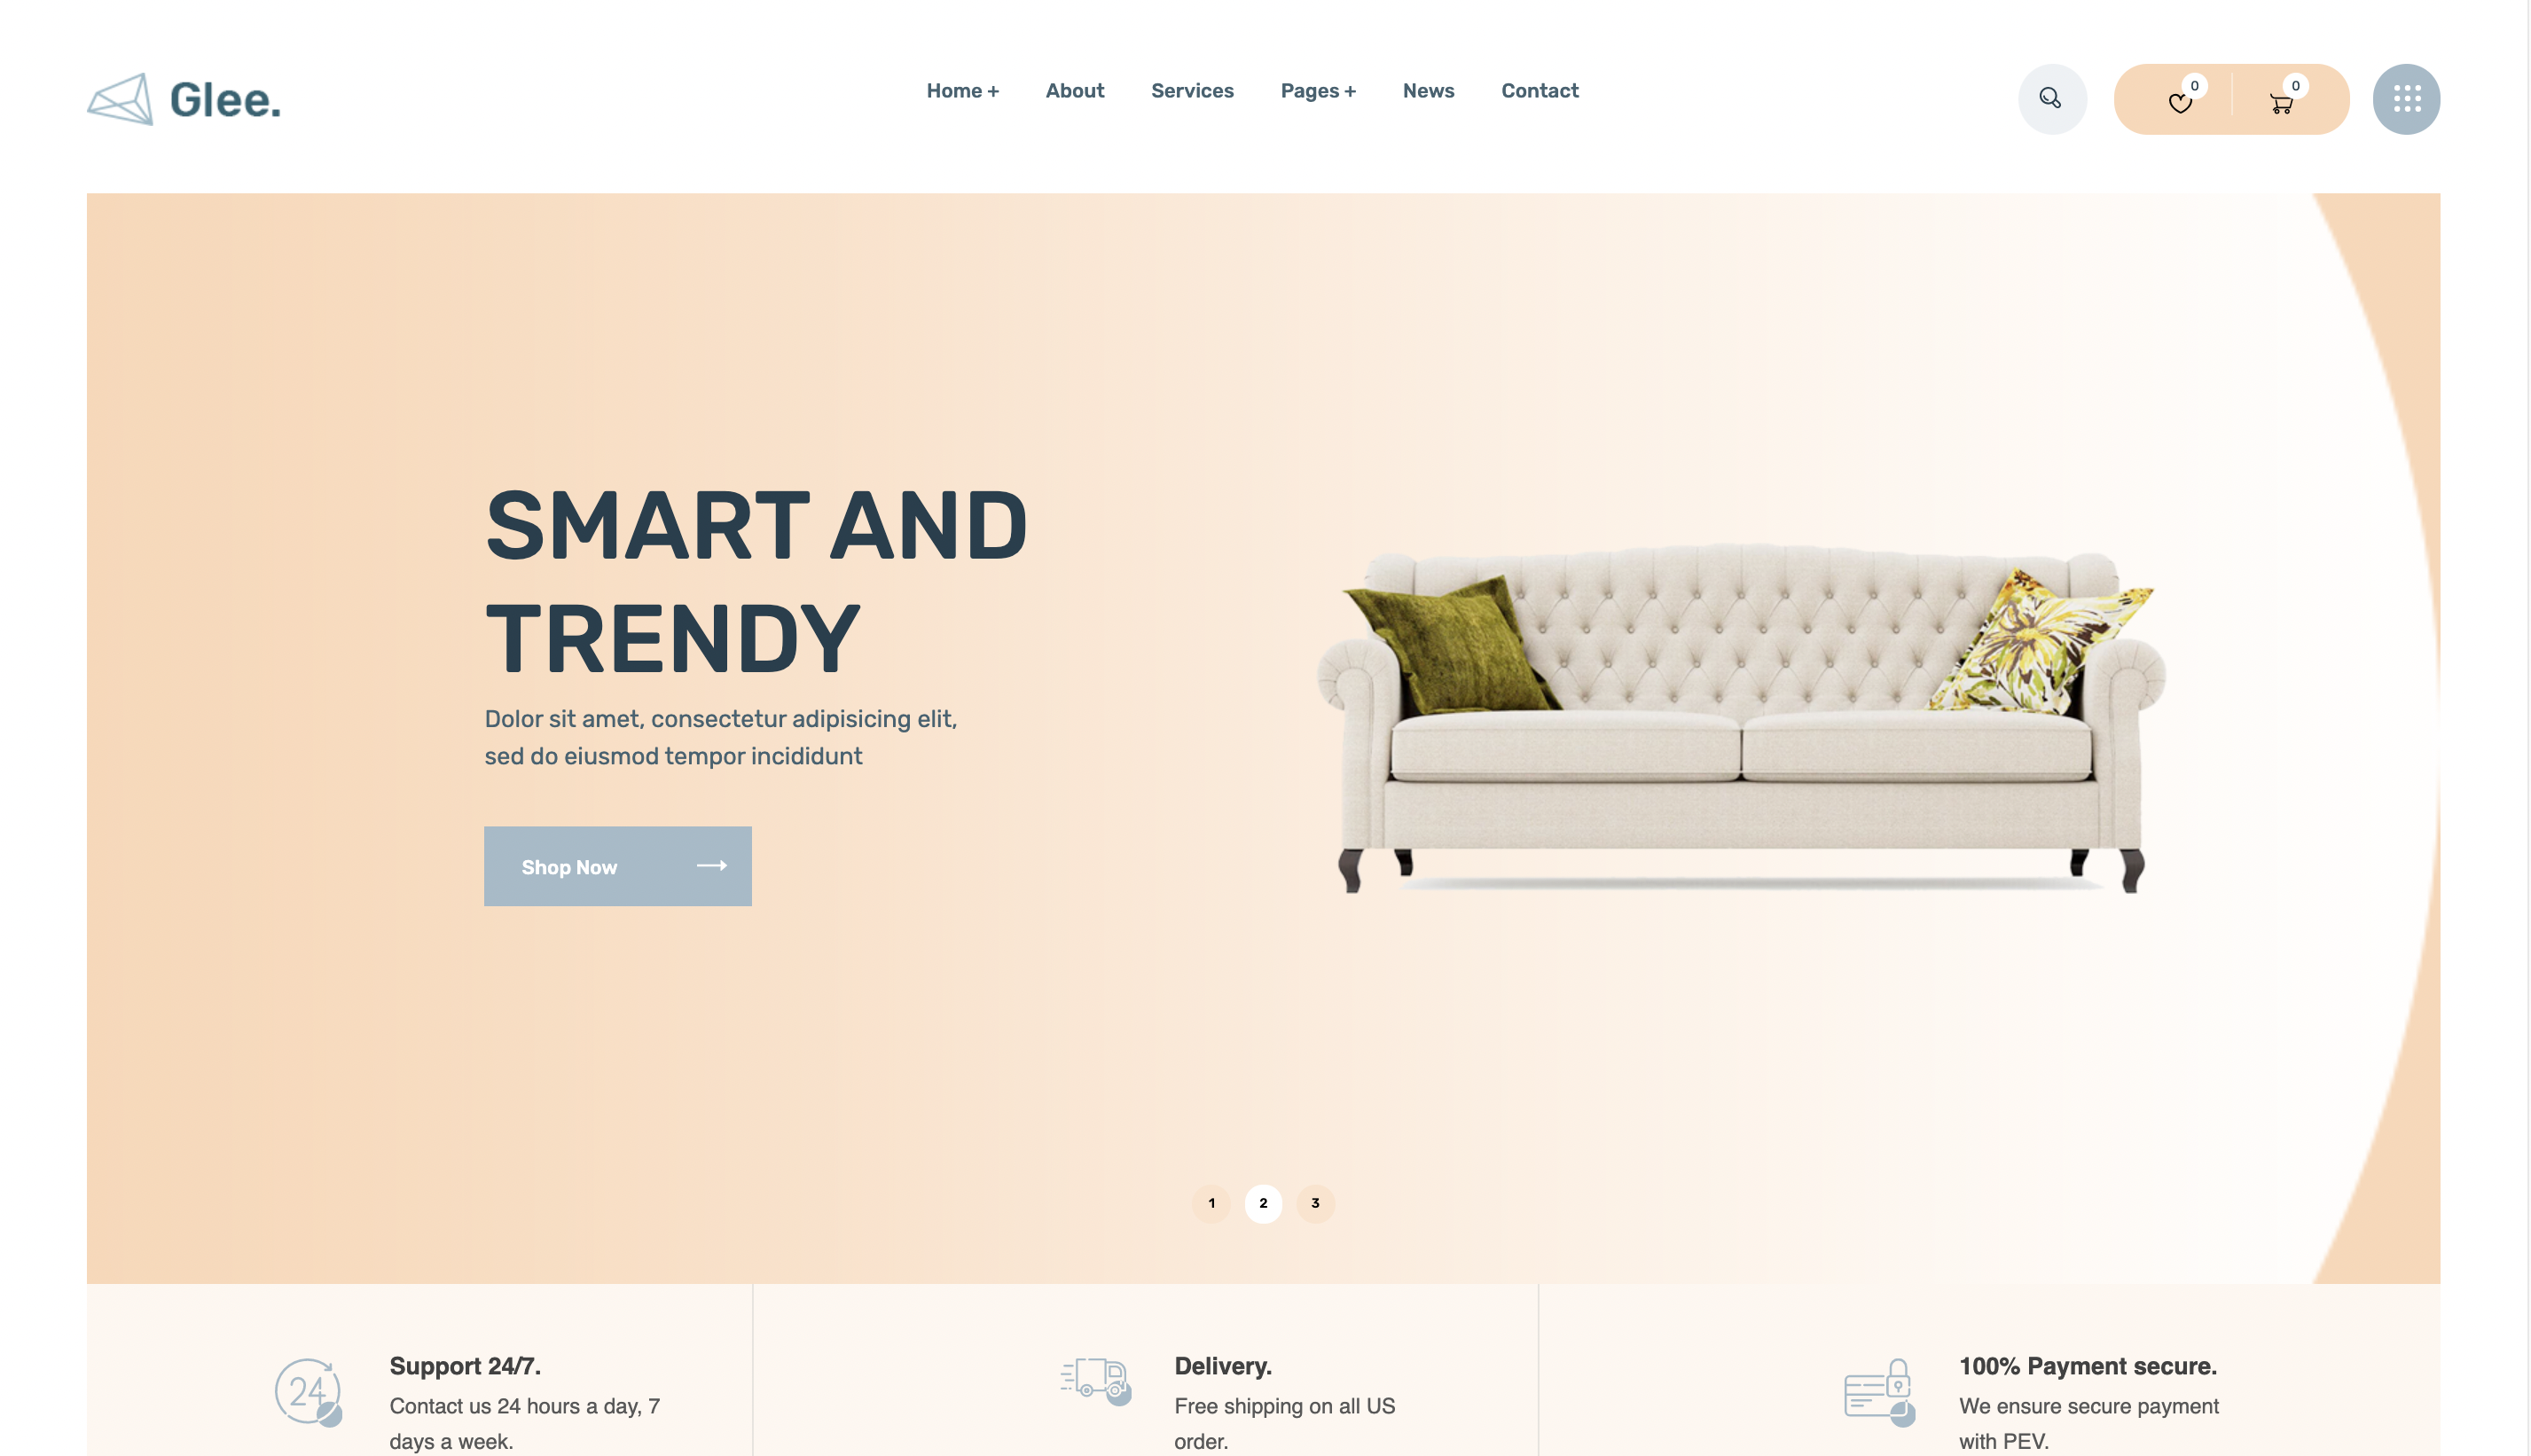 Glee.
Home +
About
Services
Pages +
News
Contact
0
0
SMART AND
TRENDY
Dolor sit amet, consectetur adipisicing elit,
sed do eiusmod tempor incididunt
Shop Now
1
2
3
24
Support 24/7.
Contact us 24 hours a day, 7
days a week.
Delivery.
Free shipping on all US
order.
100% Payment secure.
We ensure secure payment
with PEV.